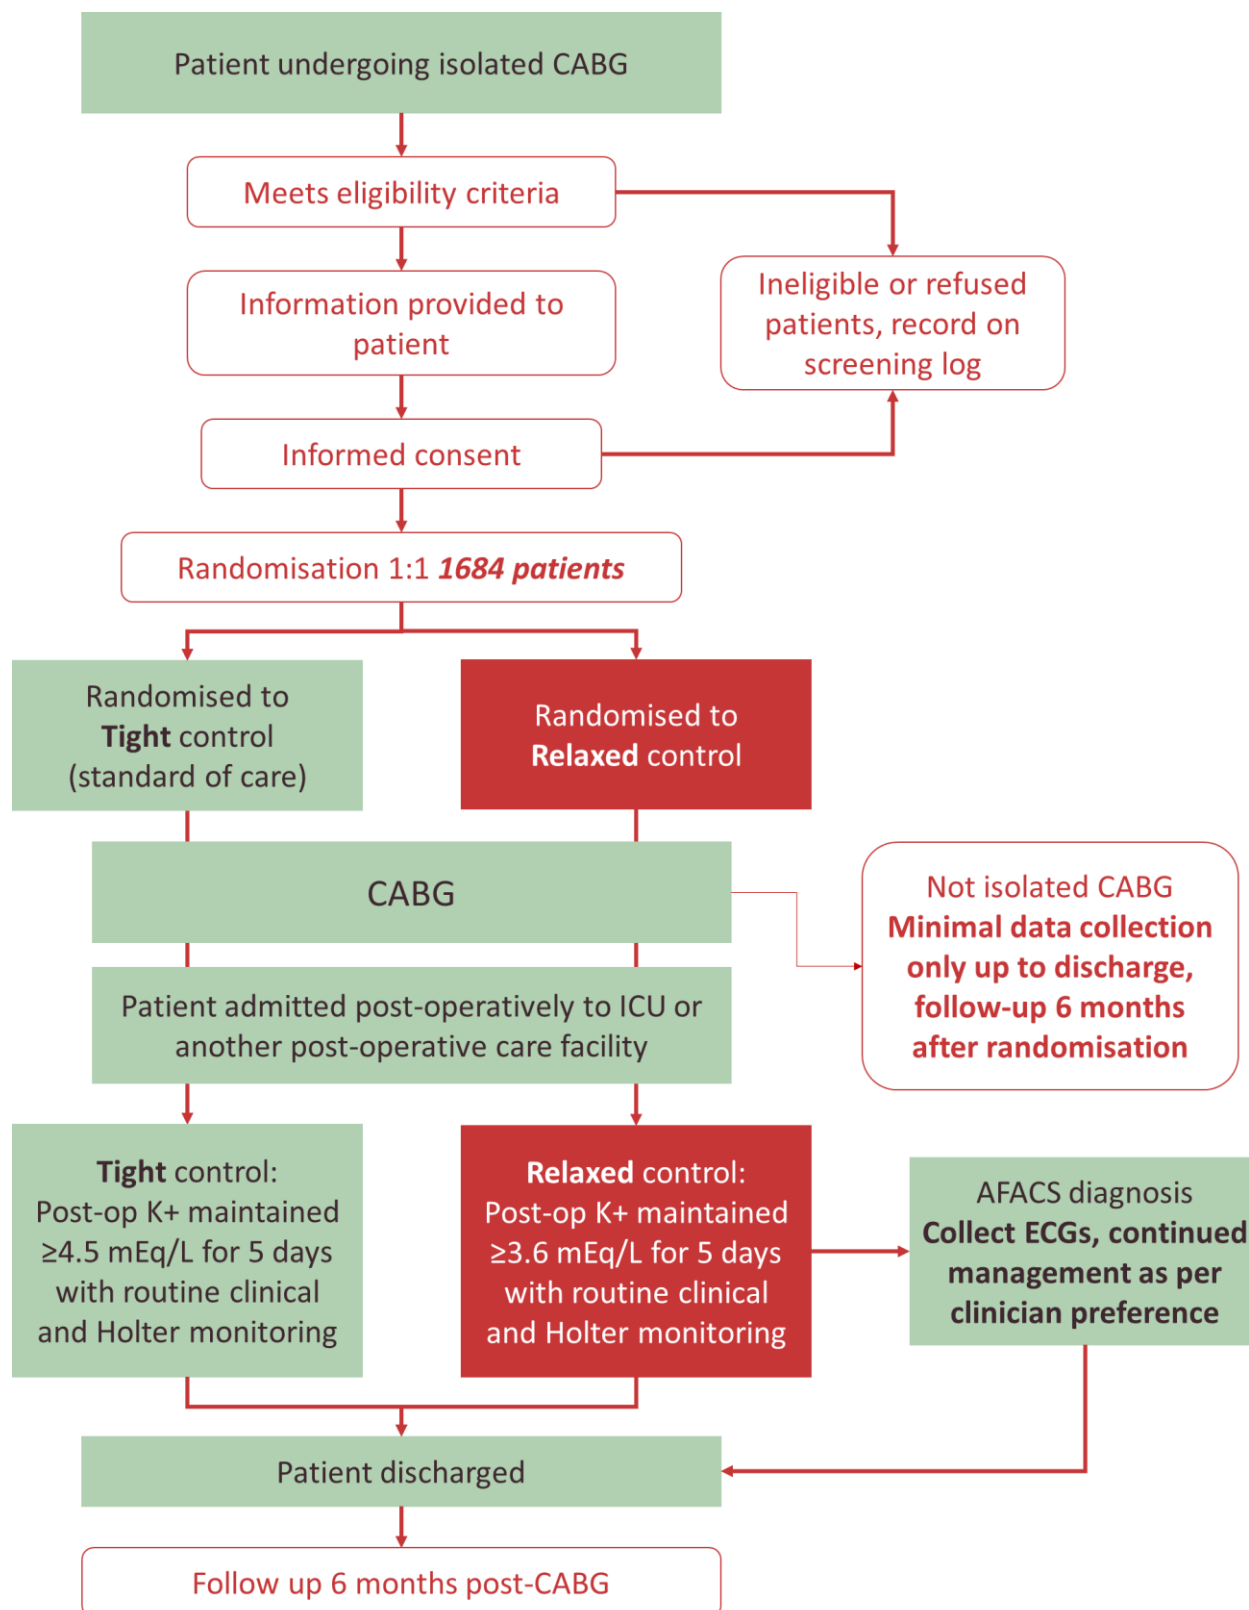 Patient undergoing isolated CABG
Meets eligibility criteria
Information provided to
patient
Ineligible or refused
patients, record on
screening log
Informed consent
Randomisation 1:1 1684 patients
Randomised to
Tight control
(standard of care)
Randomised to
Relaxed control
CABG
Not isolated CABG
Minimal data collection
only up to discharge,
follow-up 6 months
after randomisation
Patient admitted post-operatively to ICU or
another post-operative care facility
Tight control:
Post-op K+ maintained
≥4.5 mEq/L for 5 days
with routine clinical
and Holter monitoring
Relaxed control:
Post-op K+ maintained
≥3.6 mEq/L for 5 days
with routine clinical
and Holter monitoring
AFACS diagnosis
Collect ECGs, continued
management as per
clinician preference
Patient discharged
Follow up 6 months post-CABG